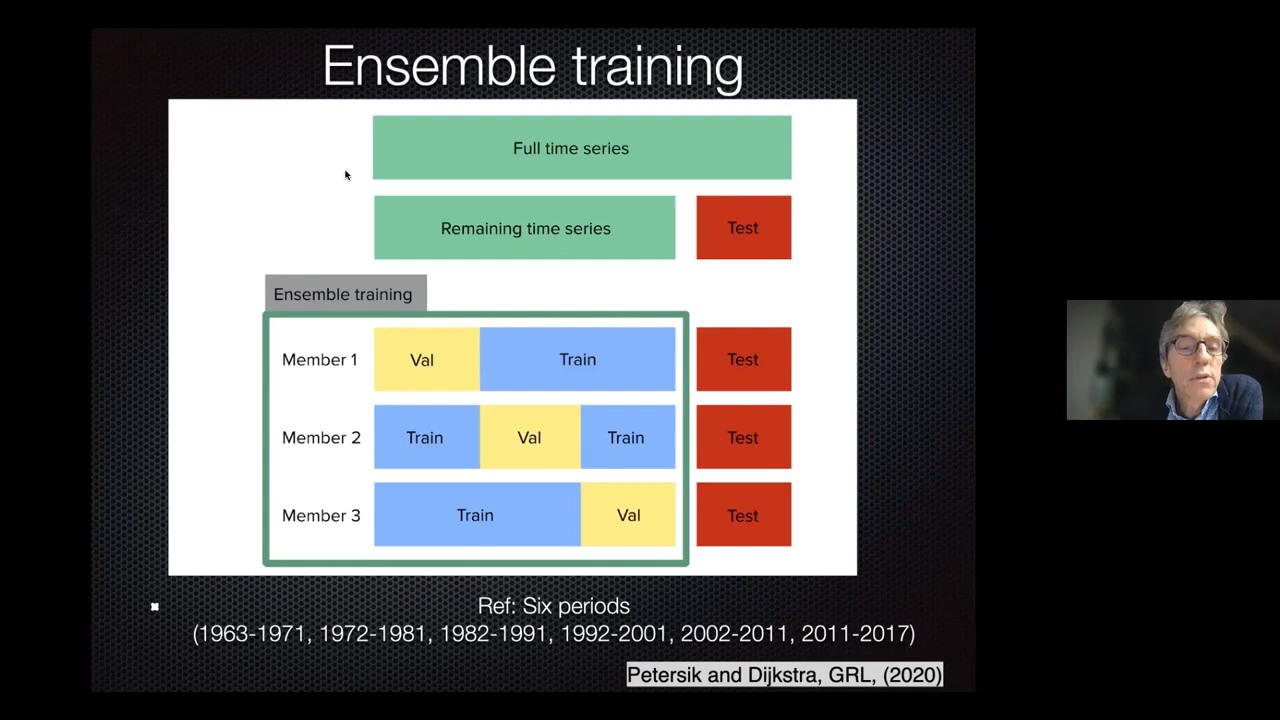 Ensemble training
Full time series
Remaining time series
Test
Ensemble training
Member 1
Val
Train
Test
Member 2
Train
Val
Train
Test
Member 3
Train
Val
Test
Ref: Six periods
(1963-1971, 1972-1981, 1982-1991, 1992-2001, 2002-2011, 2011-2017)
Petersik and Dijkstra, GRL, (2020)